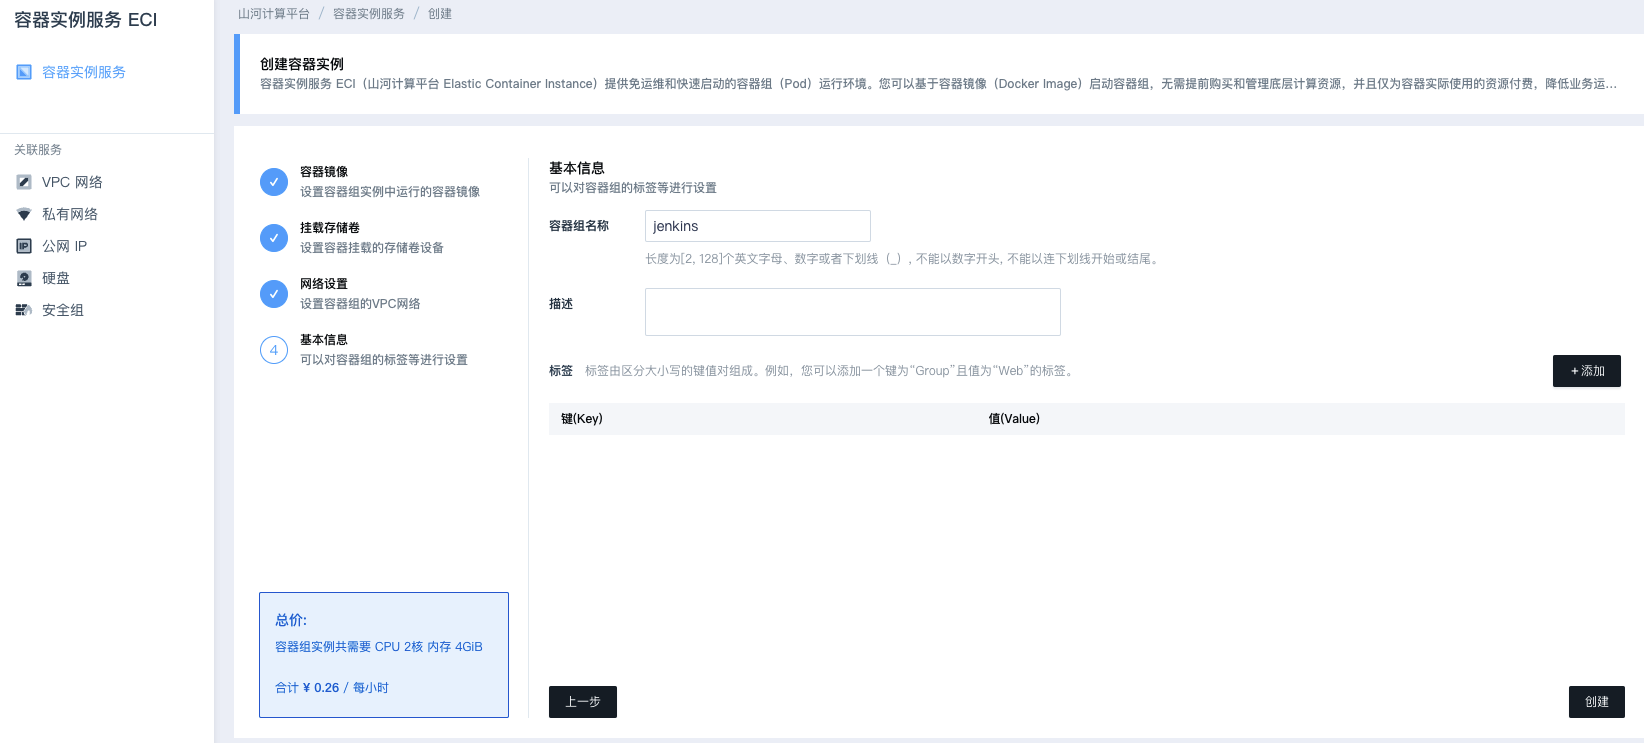 容器实例服务 ECI
容器实例服务
关联服务
VPC 网络
私有网络
公网 IP
硬盘
安全组
山河计算平台 / 容器实例服务 / 创建
创建容器实例
容器实例服务 ECI（山河计算平台 Elastic Container Instance）提供免运维和快速启动的容器组（Pod）运行环境。您可以基于容器镜像（Docker Image）启动容器组，无需提前购买和管理底层计算资源，并且仅为容器实际使用的资源付费，降低业务运...
容器镜像
设置容器组实例中运行的容器镜像
挂载存储卷
设置容器挂载的存储卷设备
网络设置
设置容器组的VPC网络
4
基本信息
可以对容器组的标签等进行设置
总价:
容器组实例共需要 CPU 2核 内存 4GiB
合计 ¥ 0.26 / 每小时
基本信息
可以对容器组的标签等进行设置
容器组名称 jenkins
长度为[2, 128]个英文字母、数字或者下划线（_）, 不能以数字开头, 不能以连下划线开始或结尾。
描述
标签 标签由区分大小写的键值对组成。例如，您可以添加一个键为“Group”且值为“Web”的标签。
+ 添加
键(Key) 值(Value)
上一步
创建